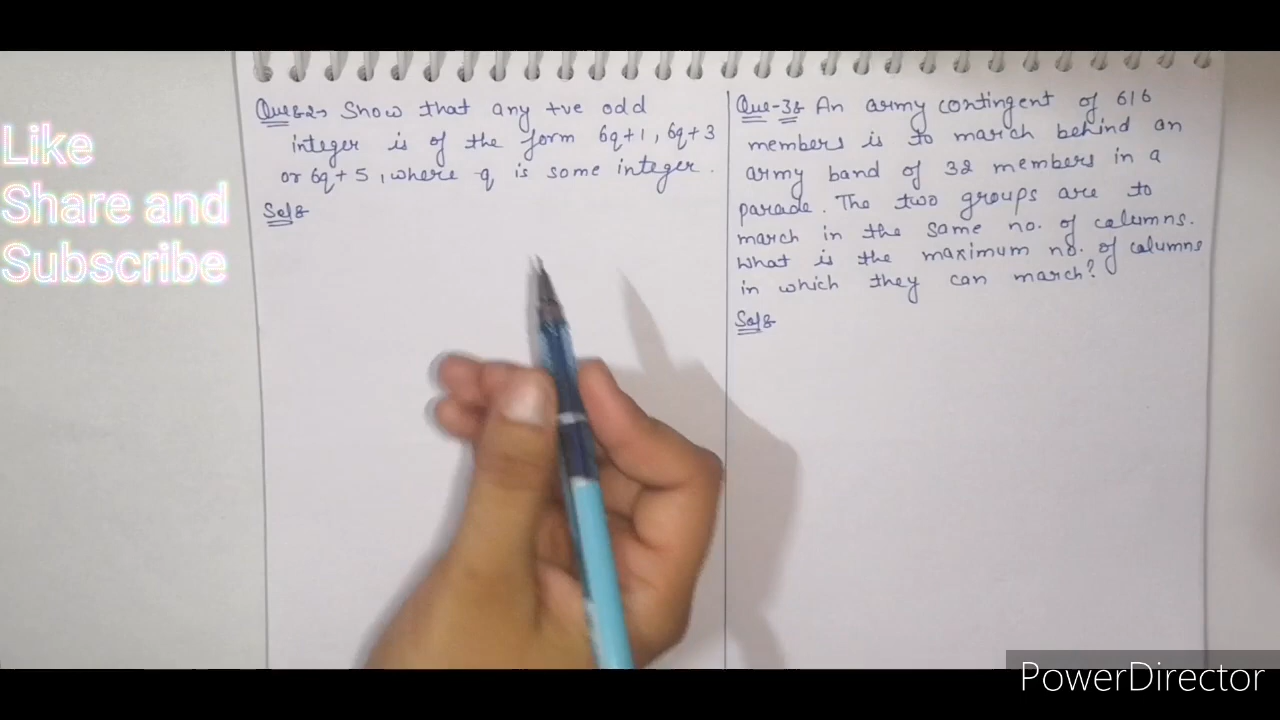 Like
Share and
Subscribe
Que:2→ Show that any +ve odd
integer is of the form 6q+1, 6q+3
or 6q+5, where q is some integer.
Sol:
Que-3: An army contingent of 616
members is to march behind an
army band of 32 members in a
parade. The two groups are to
march in the same no. of columns.
What is the maximum no. of columns
in which they can march?
Sol:
PowerDirector